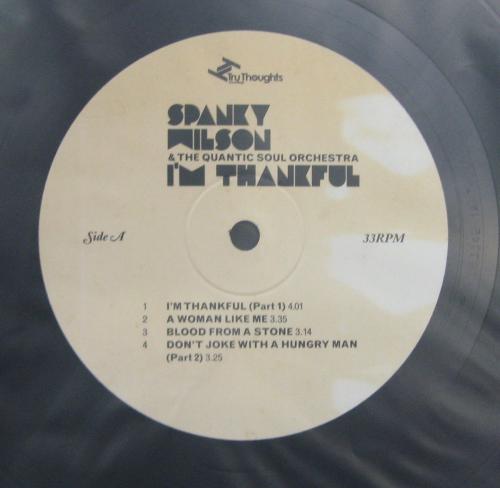 Tru Thoughts
SPANKY
WILSON
& THE QUANTIC SOUL ORCHESTRA
I'M THANKFUL
Side A
33RPM
1 I'M THANKFUL (Part 1) 4.01
2 A WOMAN LIKE ME 3.35
3 BLOOD FROM A STONE 3.14
4 DON'T JOKE WITH A HUNGRY MAN
(Part 2) 3.25